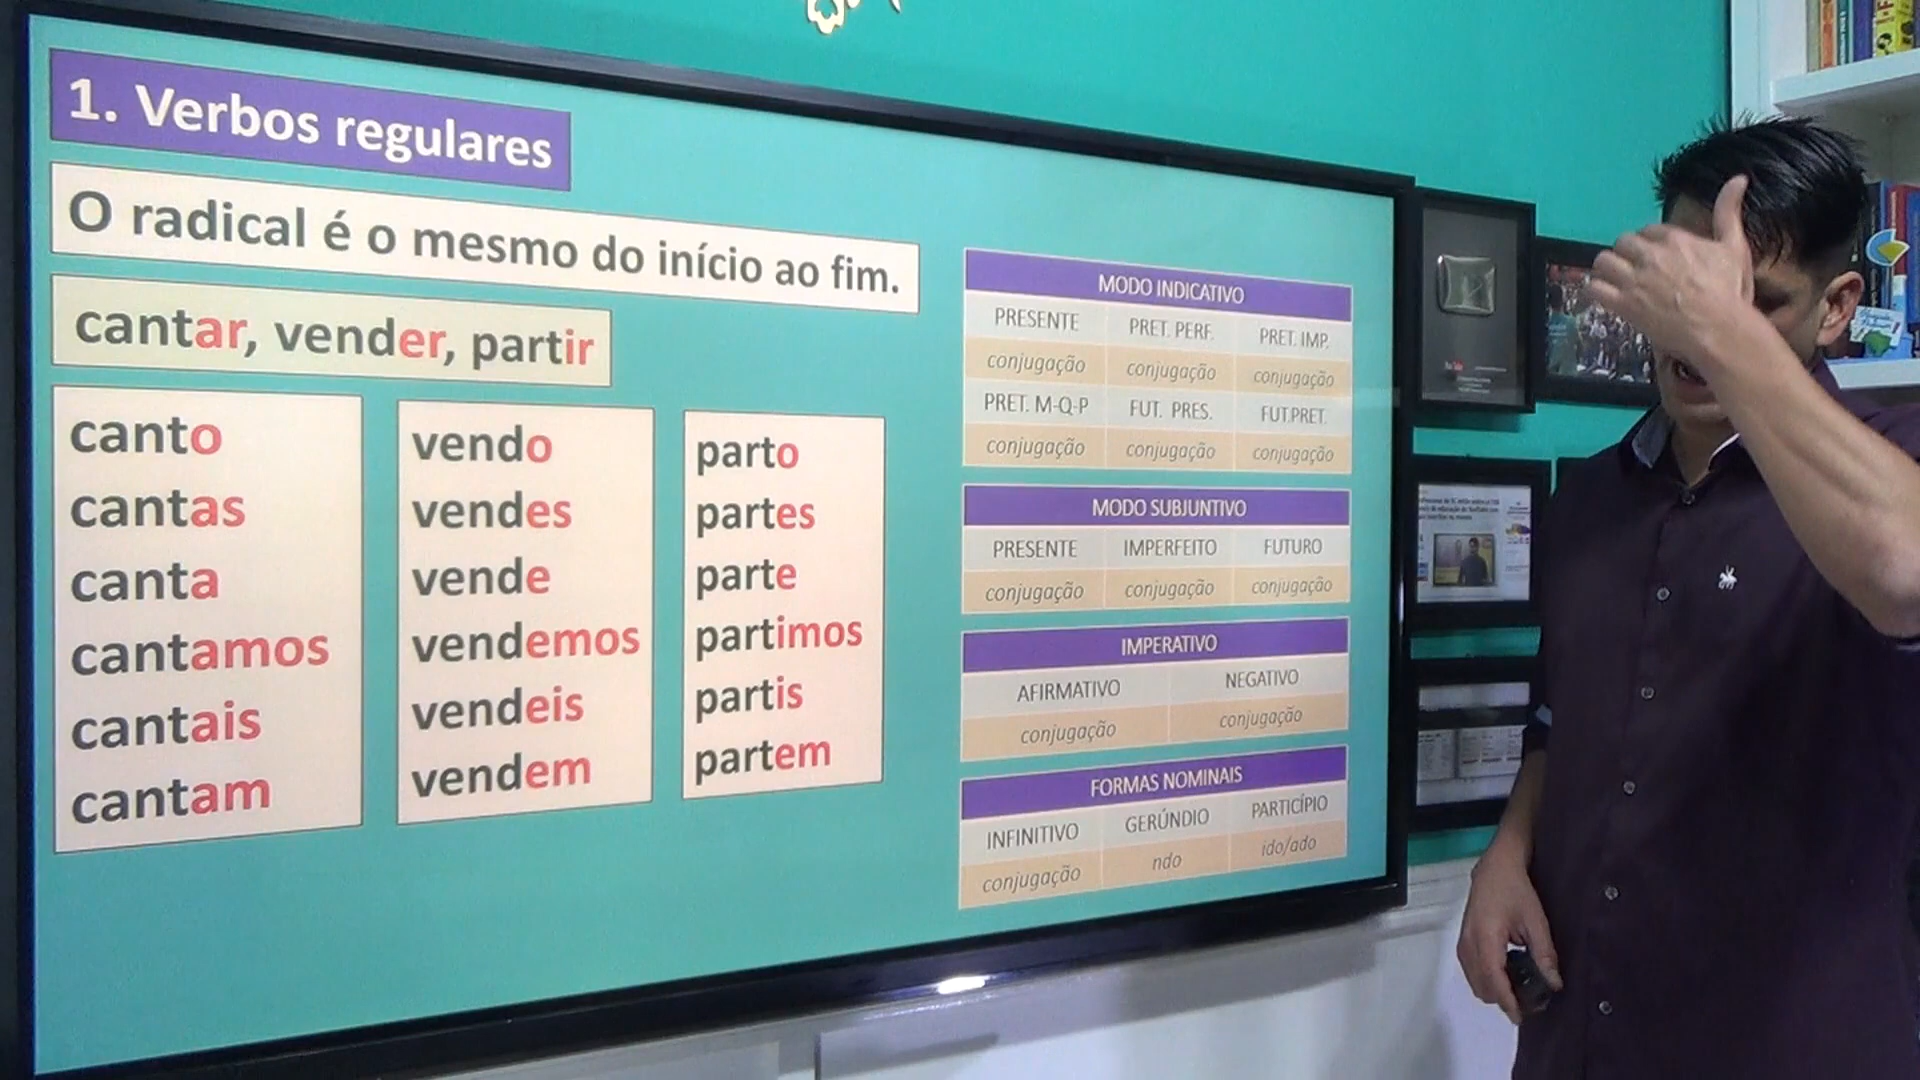 1. Verbos regulares
O radical é o mesmo do início ao fim.
cantar, vender, partir
canto
cantas
canta
cantamos
cantais
cantam
vendo
vendes
vende
vendemos
vendeis
vendem
parto
partes
parte
partimos
partis
partem
MODO INDICATIVO
PRESENTE PRET. PERF. PRET. IMP.
conjugação conjugação conjugação
PRET. M-Q-P FUT. PRES. FUT.PRET.
conjugação conjugação conjugação
MODO SUBJUNTIVO
PRESENTE IMPERFEITO FUTURO
conjugação conjugação conjugação
IMPERATIVO
AFIRMATIVO NEGATIVO
conjugação conjugação
FORMAS NOMINAIS
INFINITIVO GERÚNDIO PARTICÍPIO
conjugação ndo ido/ado